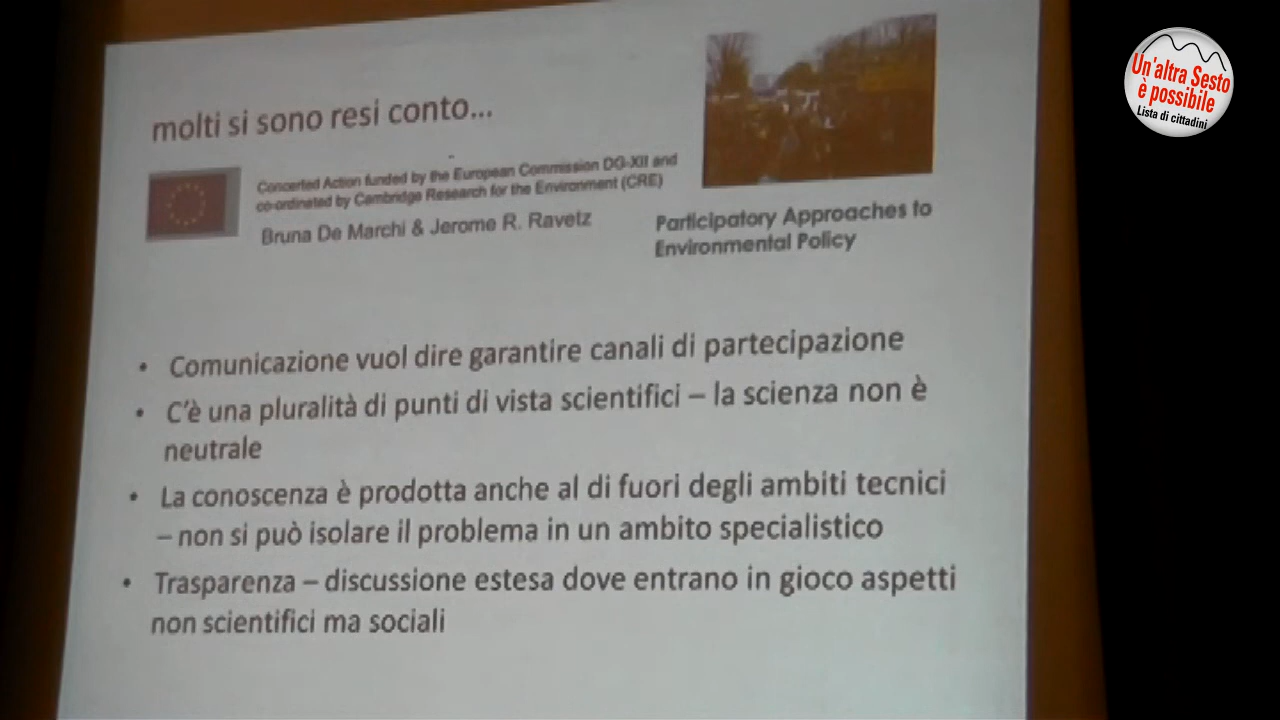 molti si sono resi conto...
Concerted Action funded by the European Commission DG-XII and
co-ordinated by Cambridge Research for the Environment (CRE)
Bruna De Marchi & Jerome R. Ravetz
Participatory Approaches to
Environmental Policy
• Comunicazione vuol dire garantire canali di partecipazione
• C'è una pluralità di punti di vista scientifici – la scienza non è
neutrale
• La conoscenza è prodotta anche al di fuori degli ambiti tecnici
– non si può isolare il problema in un ambito specialistico
• Trasparenza – discussione estesa dove entrano in gioco aspetti
non scientifici ma sociali
Un'altra Sesto
è possibile
Lista di cittadini